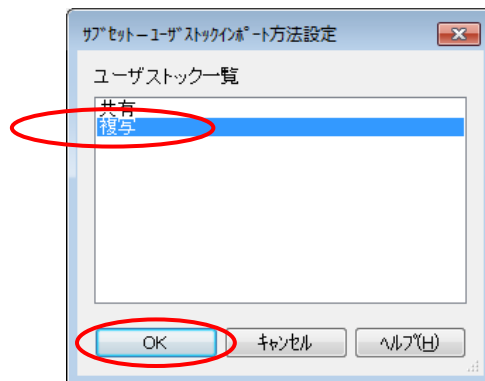 ｻﾌﾞｾｯﾄ－ﾕｰｻﾞｽﾄｯｸｲﾝﾎﾟｰﾄ方法設定
ユーザストック一覧
共有
複写
OK
ｷｬﾝｾﾙ
ﾍﾙﾌﾟ(H)